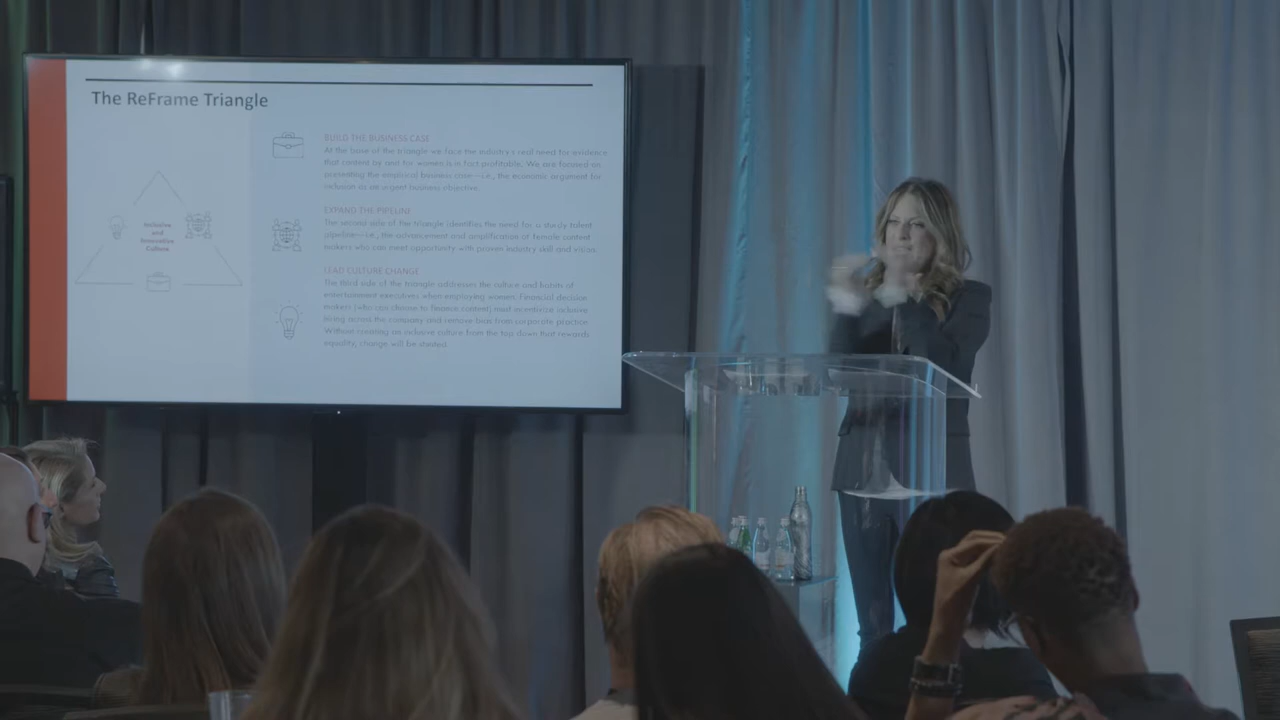 The ReFrame Triangle
BUILD THE BUSINESS CASE
At the base of the triangle we face the industry's real need for evidence
that content by and for women is in fact profitable. We are focused on
promoting the empirical business case—i.e., the economic argument for
inclusion as an urgent business objective.
Inclusive
and
Innovative
Culture
EXPAND THE PIPELINE
The second side of the triangle identifies the need for a sturdy talent
pipeline—i.e., the advancement and amplification of female content
makers who can meet opportunity with proven industry skill and vision.
LEAD CULTURE CHANGE
The third side of the triangle addresses the culture and habits of
entertainment executives when employing women. Financial decision
makers (who can choose to finance content) must incentivize inclusive
hiring across the company and remove bias from corporate practice.
Without creating an inclusive culture from the top down that rewards
equality, change will be stunted.